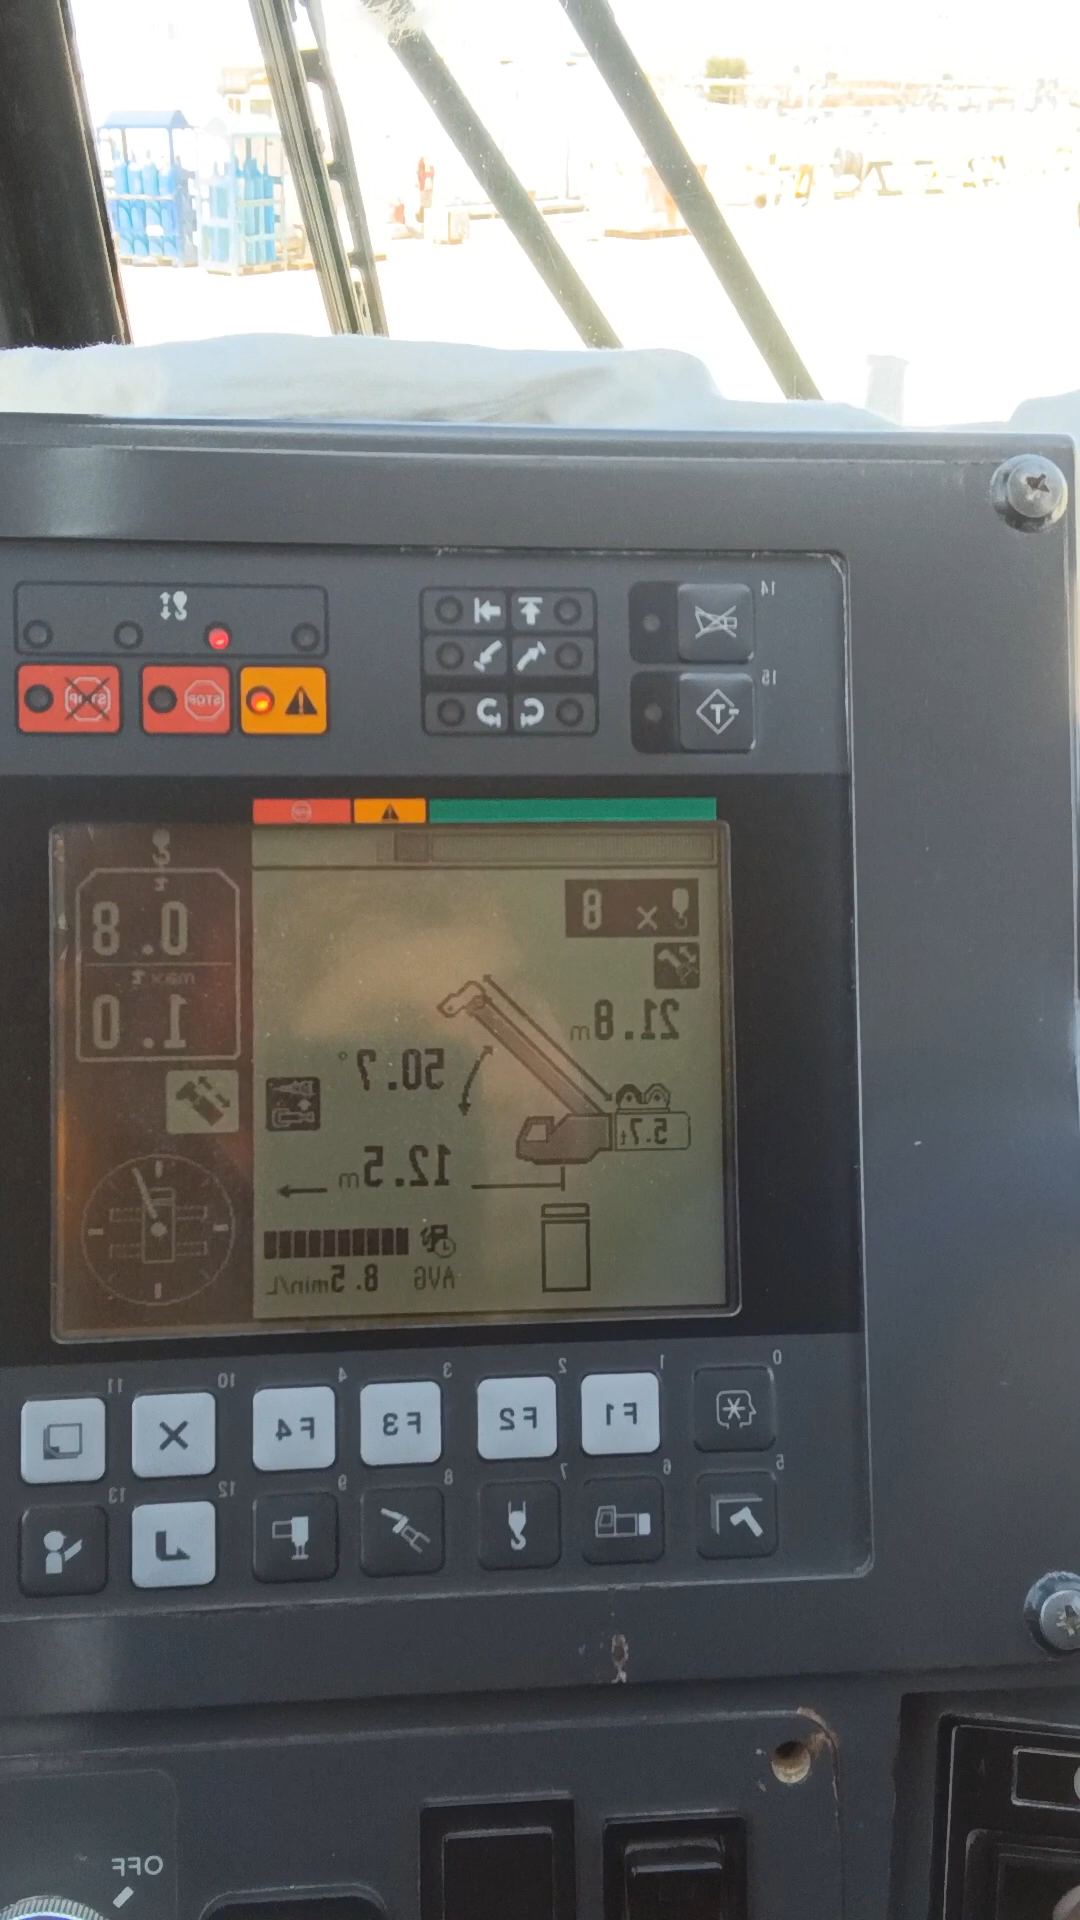 14
15
STOP
STOP
8 x
t
0.8
max t
1.0
21.8 m
50.7°
5.7 t
12.5 m
AVG 8.5 min/L
0 1 2 3 4 10 11
F1 F2 F3 F4
5 6 7 8 9 12 13
OFF